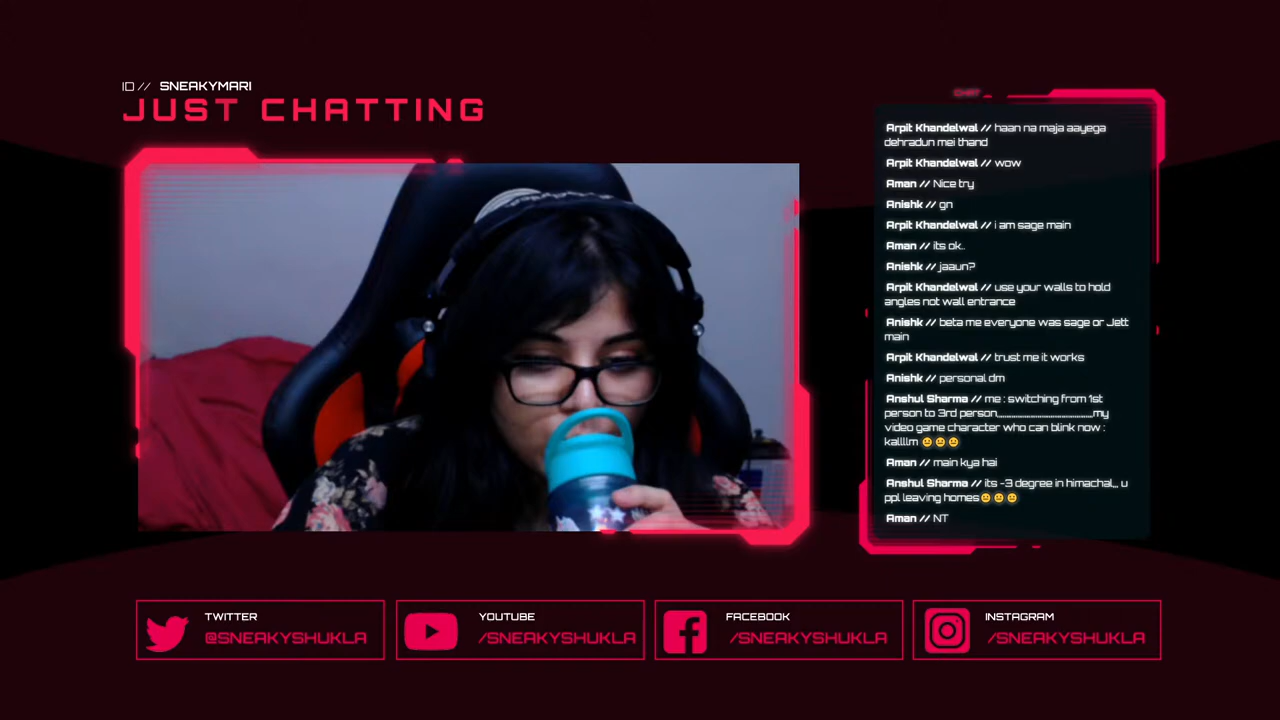 ID // SNEAKYMARI
JUST CHATTING
CHAT
Arpit Khandelwal // haan na maja aayega
dehradun mei thand
Arpit Khandelwal // wow
Aman // Nice try
Anishk // gn
Arpit Khandelwal // i am sage main
Aman // its ok..
Anishk // jaaun?
Arpit Khandelwal // use your walls to hold
angles not wall entrance
Anishk // beta me everyone was sage or Jett
main
Arpit Khandelwal // trust me it works
Anishk // personal dm
Anshul Sharma // me : switching from 1st
person to 3rd person,,,,,,,,,,,,,,,,,,,,,,,,,,,,,,,,,,,,my
video game character who can blink now :
kallllm 😐😐😐
Aman // main kya hai
Anshul Sharma // its -3 degree in himachal,,, u
ppl leaving homes😐😐😐
Aman // NT
TWITTER
@SNEAKYSHUKLA
YOUTUBE
/SNEAKYSHUKLA
FACEBOOK
/SNEAKYSHUKLA
INSTAGRAM
/SNEAKYSHUKLA